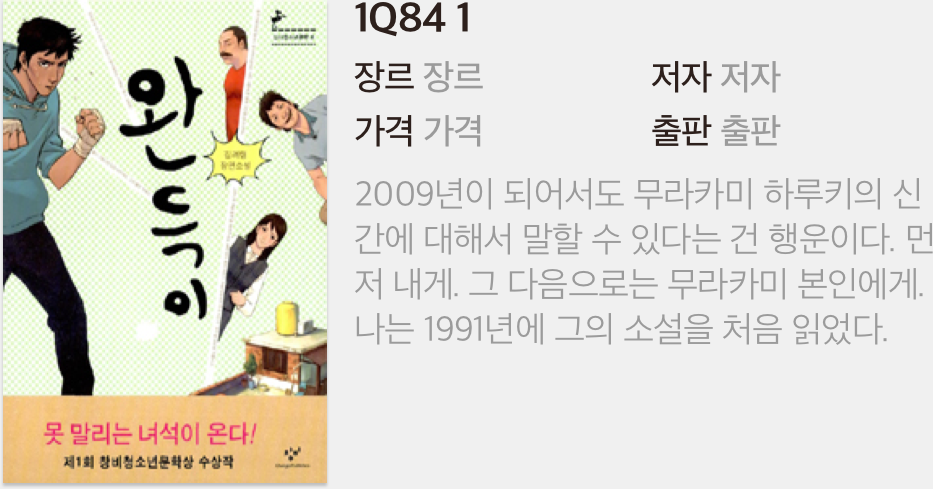 완득이
김려령
장편소설
못 말리는 녀석이 온다!
제1회 창비청소년문학상 수상작
1Q84 1
장르 장르 저자 저자
가격 가격 출판 출판
2009년이 되어서도 무라카미 하루키의 신
간에 대해서 말할 수 있다는 건 행운이다. 먼
저 내게. 그 다음으로는 무라카미 본인에게.
나는 1991년에 그의 소설을 처음 읽었다.